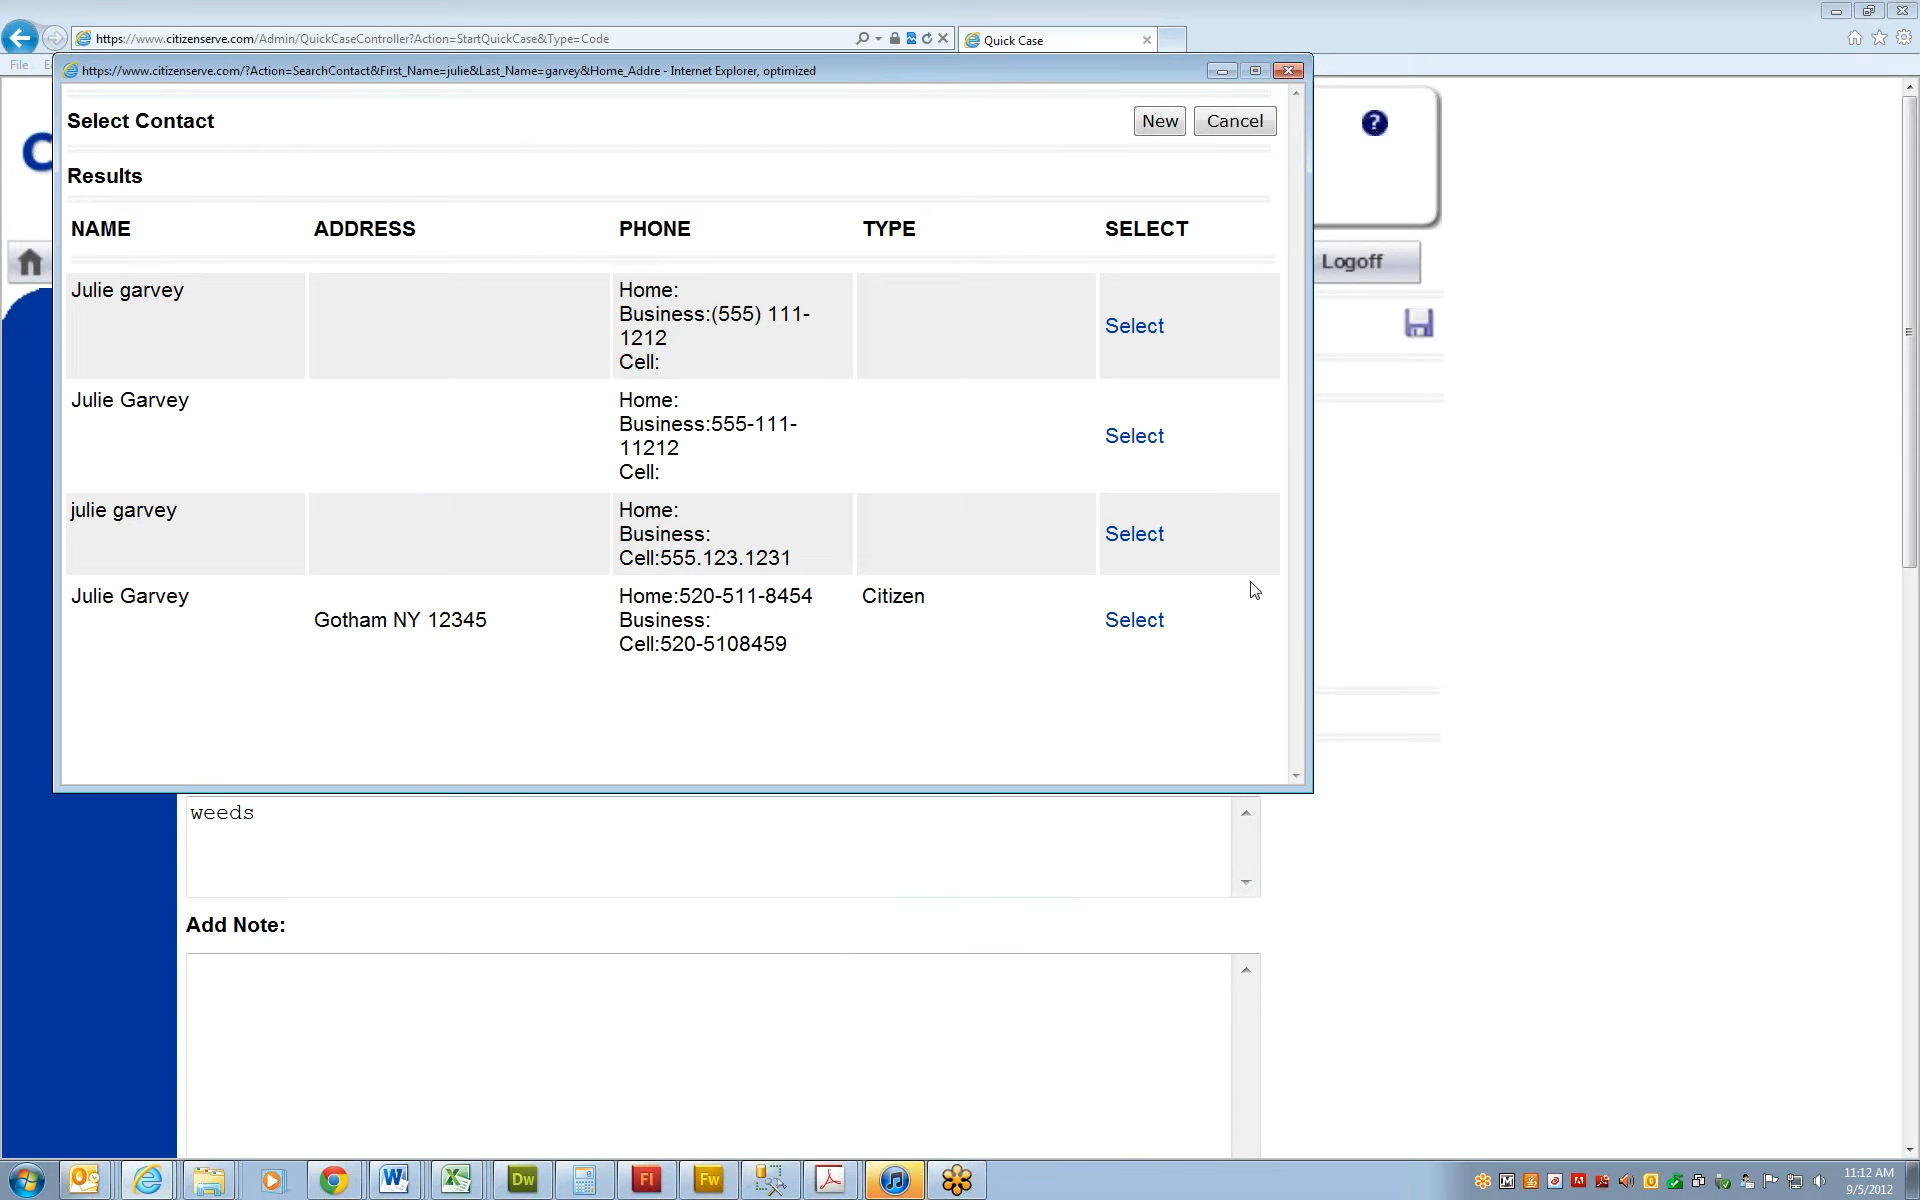 https://www.citizenserve.com/Admin/QuickCaseController?Action=StartQuickCase&Type=Code
Quick Case
File
https://www.citizenserve.com/?Action=SearchContact&First_Name=julie&Last_Name=garvey&Home_Addre - Internet Explorer, optimized
Select Contact
New
Cancel
?
Results
NAME ADDRESS PHONE TYPE SELECT
Logoff
Julie garvey
Home:
Business:(555) 111-
1212
Cell:
Select
Julie Garvey
Home:
Business:555-111-
11212
Cell:
Select
julie garvey
Home:
Business:
Cell:555.123.1231
Select
Julie Garvey
Gotham NY 12345
Home:520-511-8454
Business:
Cell:520-5108459
Citizen
Select
weeds
Add Note:
Dw
Fl
Fw
11:12 AM
9/5/2012